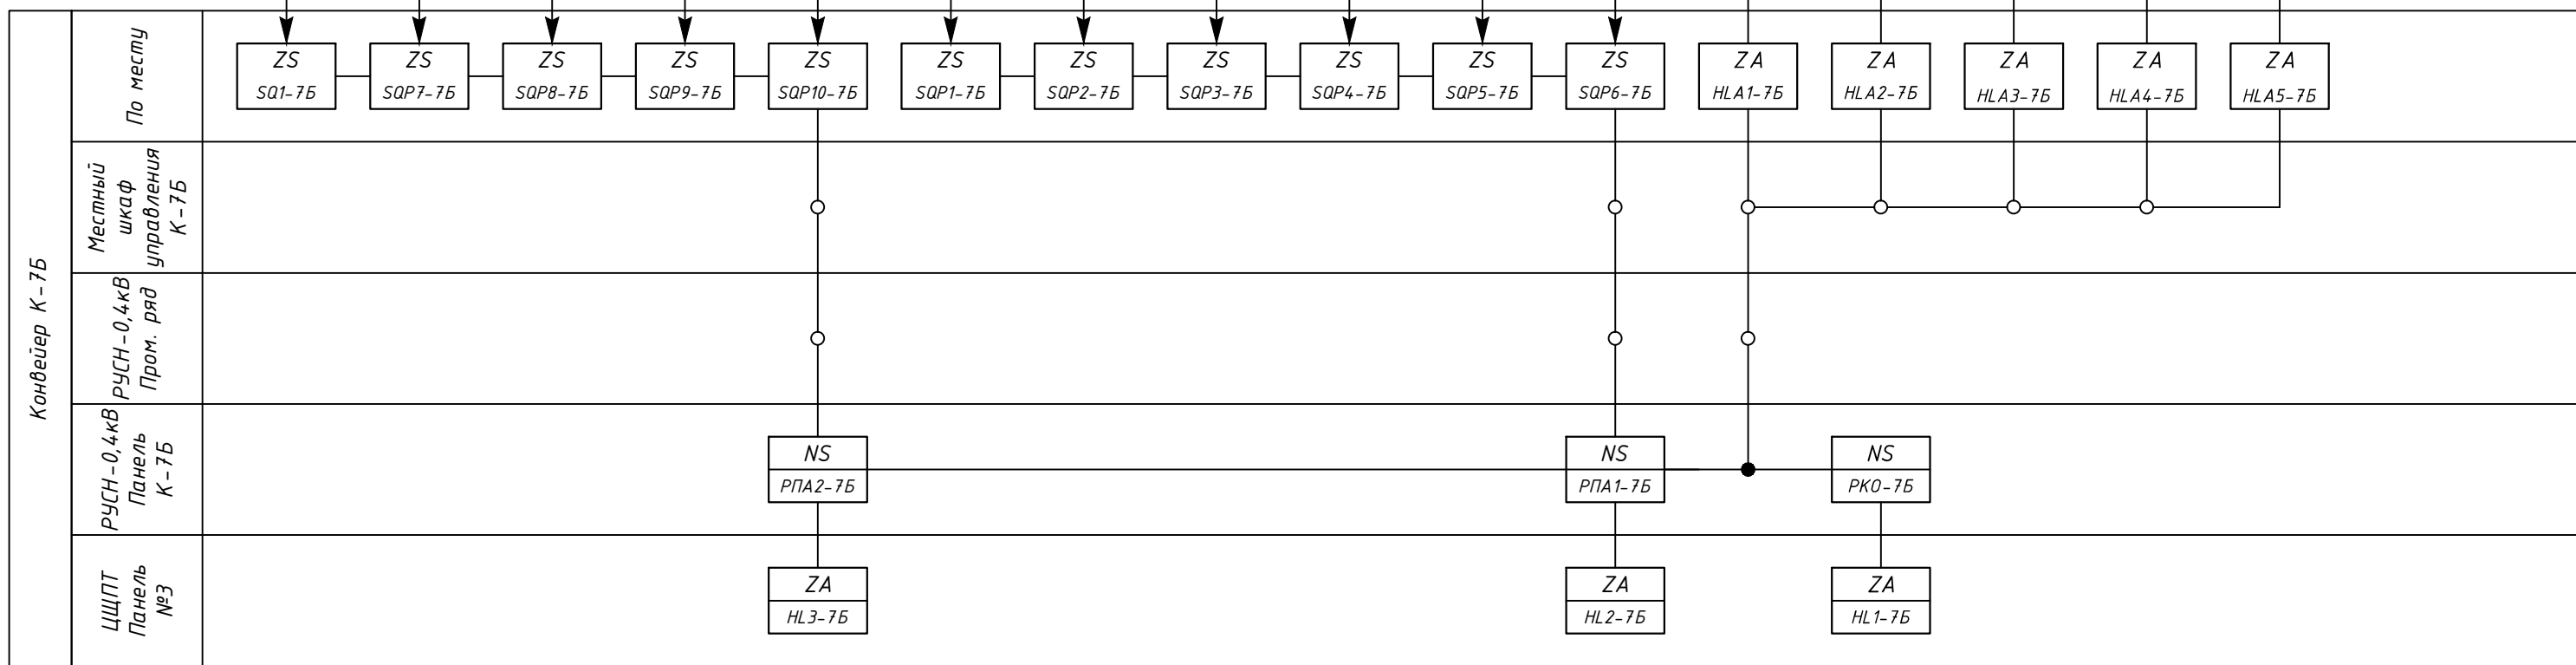 Конвейер К-7Б
По месту
ZS
SQ1-7Б
ZS
SQP7-7Б
ZS
SQP8-7Б
ZS
SQP9-7Б
ZS
SQP10-7Б
ZS
SQP1-7Б
ZS
SQP2-7Б
ZS
SQP3-7Б
ZS
SQP4-7Б
ZS
SQP5-7Б
ZS
SQP6-7Б
ZA
HLA1-7Б
ZA
HLA2-7Б
ZA
HLA3-7Б
ZA
HLA4-7Б
ZA
HLA5-7Б
Местный
шкаф
управления
К-7Б
РУСН-0,4кВ
Пром. ряд
РУСН-0,4кВ
Панель
К-7Б
NS
РПА2-7Б
NS
РПА1-7Б
NS
РКО-7Б
ЦЩПТ
Панель
№3
ZA
HL3-7Б
ZA
HL2-7Б
ZA
HL1-7Б